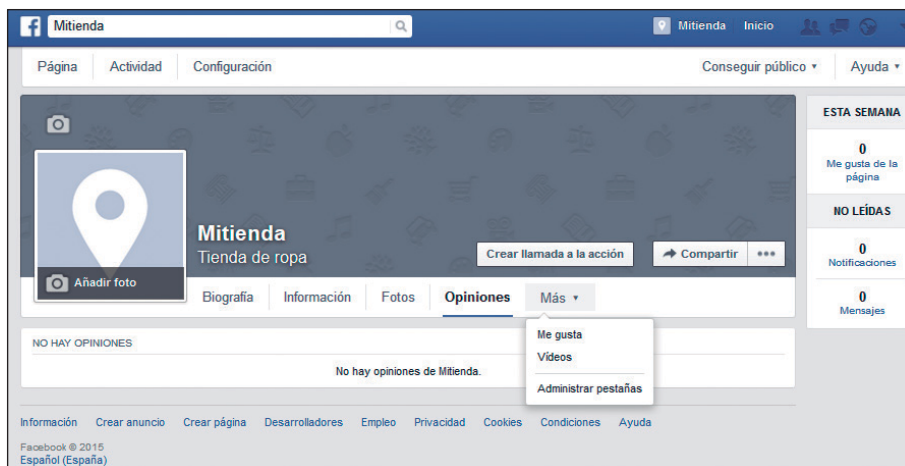 f Mitienda Mitienda Inicio
Página Actividad Configuración Conseguir público Ayuda
ESTA SEMANA
0
Me gusta de la
página
NO LEÍDAS
0
Notificaciones
0
Mensajes
Mitienda
Tienda de ropa
Crear llamada a la acción Compartir
Añadir foto
Biografía Información Fotos Opiniones Más
Me gusta
Vídeos
Administrar pestañas
NO HAY OPINIONES
No hay opiniones de Mitienda.
Información Crear anuncio Crear página Desarrolladores Empleo Privacidad Cookies Condiciones Ayuda
Facebook © 2015
Español (España)